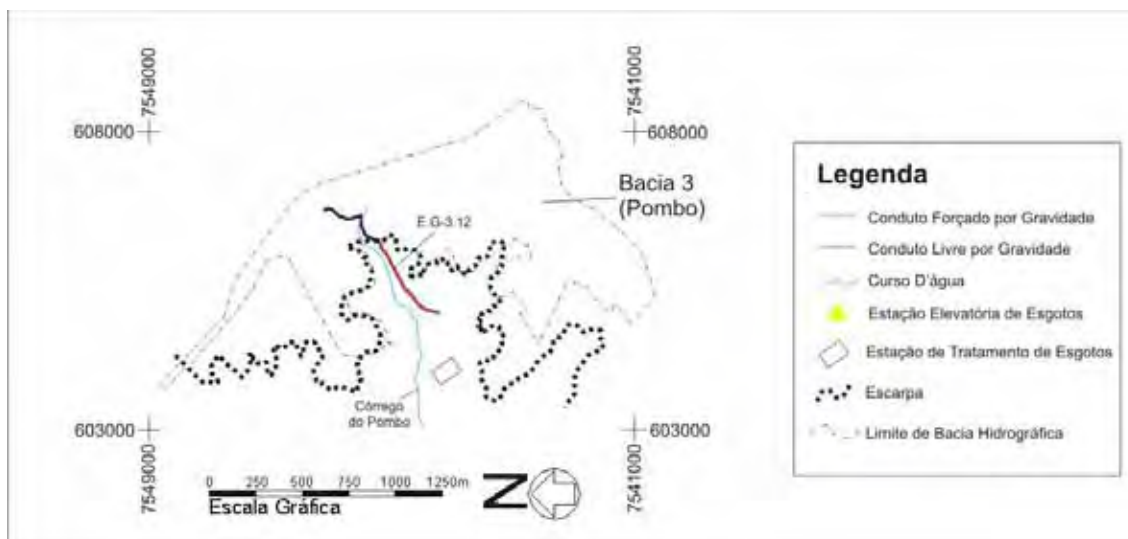 7549000
7541000
608000
608000
Bacia 3
(Pombo)
E.G-3.12
Córrego
do Pombo
603000
603000
7549000
7541000
0 250 500 750 1000 1250m
Escala Gráfica
N
Legenda
Conduto Forçado por Gravidade
Conduto Livre por Gravidade
Curso D'água
Estação Elevatória de Esgotos
Estação de Tratamento de Esgotos
Escarpa
Limite de Bacia Hidrográfica